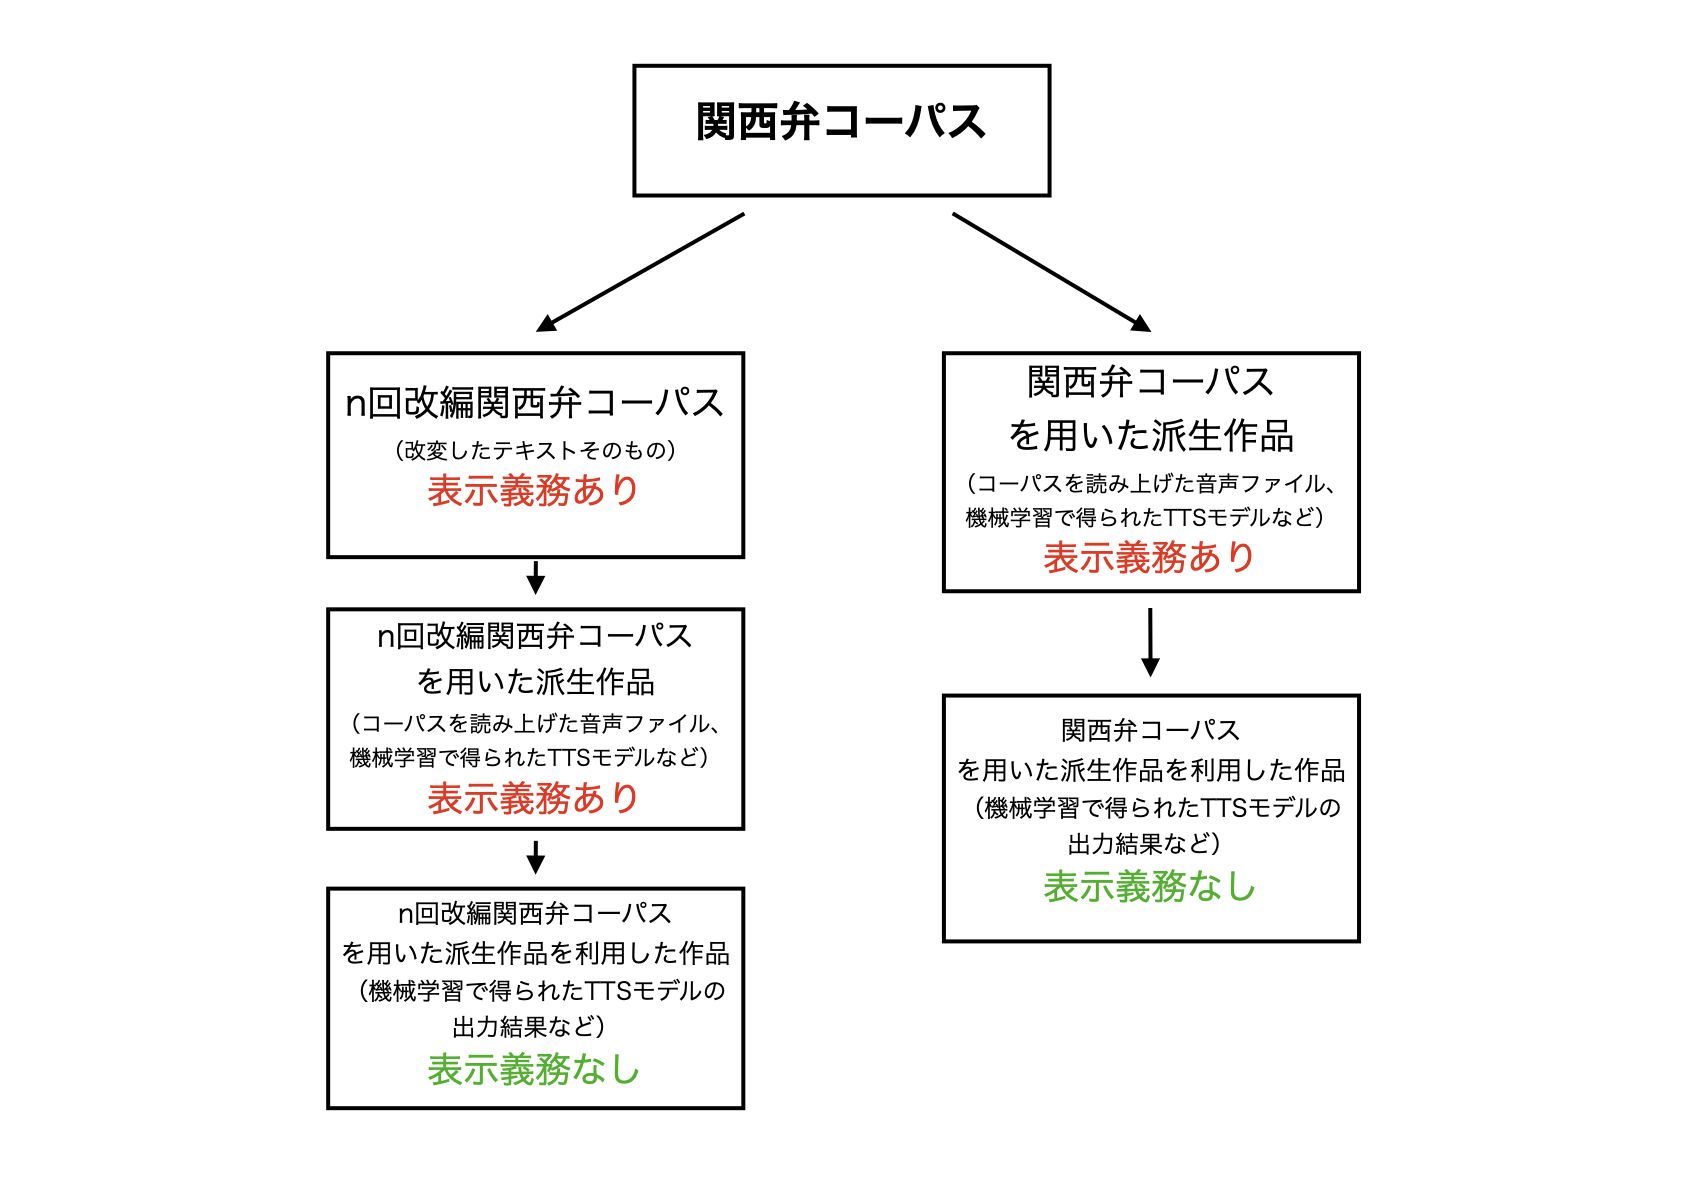 関西弁コーパス
n回改編関西弁コーパス
（改変したテキストそのもの）
表示義務あり
n回改編関西弁コーパス
を用いた派生作品
（コーパスを読み上げた音声ファイル、
機械学習で得られたTTSモデルなど）
表示義務あり
n回改編関西弁コーパス
を用いた派生作品を利用した作品
（機械学習で得られたTTSモデルの
出力結果など）
表示義務なし
関西弁コーパス
を用いた派生作品
（コーパスを読み上げた音声ファイル、
機械学習で得られたTTSモデルなど）
表示義務あり
関西弁コーパス
を用いた派生作品を利用した作品
（機械学習で得られたTTSモデルの
出力結果など）
表示義務なし